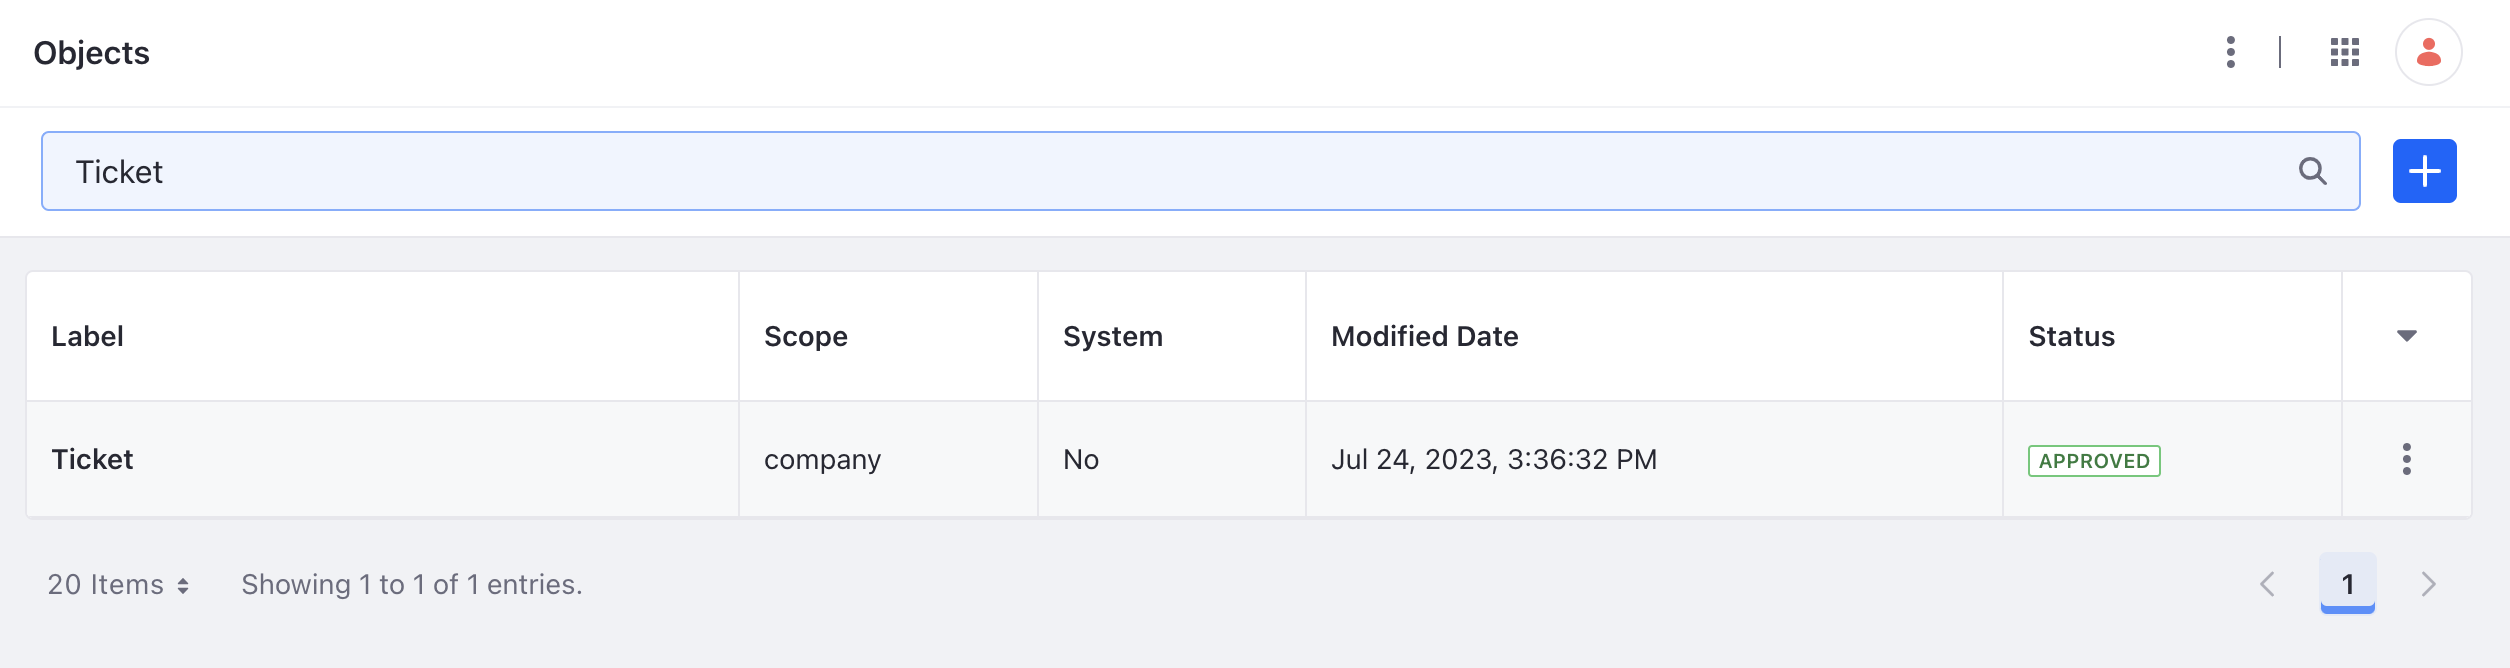 Objects
Ticket
Label Scope System Modified Date Status
Ticket company No Jul 24, 2023, 3:36:32 PM APPROVED
20 Items Showing 1 to 1 of 1 entries. 1